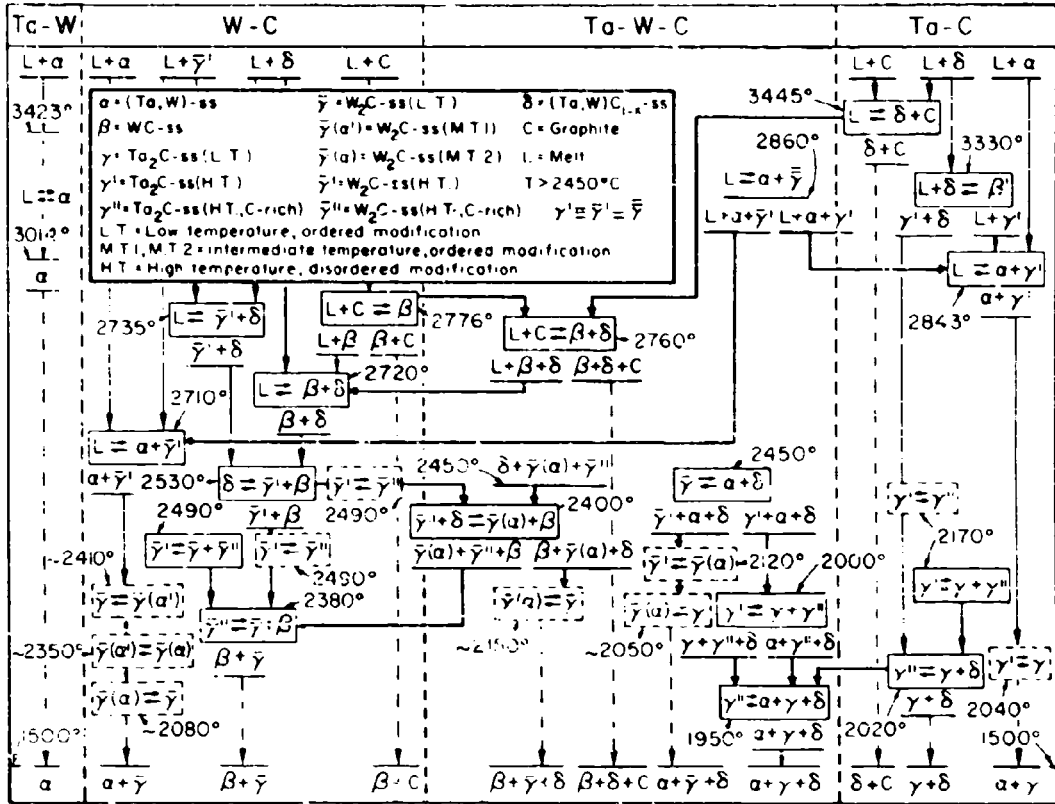 Ta-W W-C Ta-W-C Ta-C
L+α L+α L+γ̄' L+δ L+C L+C L+δ L+α
α=(Ta,W)-ss γ̄=W₂C-ss(L T) δ=(Ta,W)C₁₋ₓ-ss
β=WC-ss γ̄(α')=W₂C-ss(M T 1) C=Graphite
γ=Ta₂C-ss(L T) γ̄(α)=W₂C-ss(M T 2) L=Melt
γ'=Ta₂C-ss(H T) γ̄'=W₂C-ss(H T.) T>2450°C
γ''=Ta₂C-ss(H T.,C-rich) γ̄''=W₂C-ss(H T.,C-rich)
L T=Low temperature, ordered modification
M T 1, M T 2=intermediate temperature, ordered modification
H T=High temperature, disordered modification
3423°
L⇌α
3014°
α
3445°
L⇌δ+C
δ+C
2860°
L+α+γ̄' L+α+γ'
3330°
L+δ⇌β'
γ'+δ L+γ'
L⇌α+γ'
α+γ
2843°
2735°
L⇌γ̄'+δ
γ̄'+δ
L+C⇌β
2776°
L+β β+C
L+C⇌β+δ
2760°
L+β+δ β+δ+C
2720°
L⇌β+δ
β+δ
2710°
L⇌α+γ̄'
α+γ̄'
2530°
δ⇌γ̄'+β
γ̄'+β
γ̄'⇌γ̄''
2490°
2450°
δ+γ̄(α)+γ̄''
2400°
γ̄'+δ⇌γ̄(α)+β
γ̄(α)+γ̄''+β β+γ̄(α)+δ
2450°
γ̄⇌α+δ
γ̄'+α+δ γ'+α+δ
γ'⇌γ''
2170°
γ'⇌γ+γ''
2490°
γ̄'⇌γ̄+γ̄''
γ̄'⇌γ̄''
2490°
~2410°
γ̄⇌γ̄(α')
2380°
γ̄''⇌γ̄+β
β+γ̄
γ̄'⇌γ̄(α)
2120°
2000°
γ'⇌γ+γ''
γ+γ''+δ α+γ''+δ
γ̄(α)⇌γ̄
~2150°
~2050°
~2350°
γ̄(α')⇌γ̄(α)
γ̄(α)⇌γ̄
~2080°
γ''⇌α+γ+δ
1950°
α+γ+δ
γ''⇌γ+δ
γ+δ
2020°
γ'⇌γ
2040°
1500° 1500°
α α+γ̄ β+γ̄ β+C β+γ̄+δ β+δ+C α+γ̄+δ α+γ+δ δ+C γ+δ α+γ